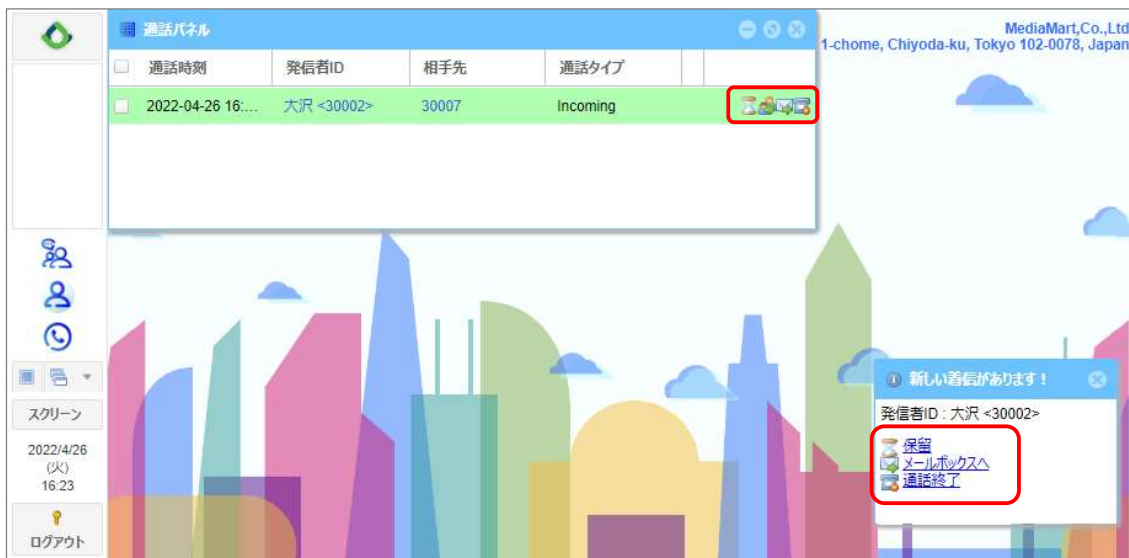 通話パネル
MediaMart,Co.,Ltd
1-chome, Chiyoda-ku, Tokyo 102-0078, Japan
通話時刻 発信者ID 相手先 通話タイプ
2022-04-26 16:... 大沢 <30002> 30007 Incoming
新しい着信があります!
発信者ID : 大沢 <30002>
保留
メールボックスへ
通話終了
スクリーン
2022/4/26
(火)
16:23
ログアウト